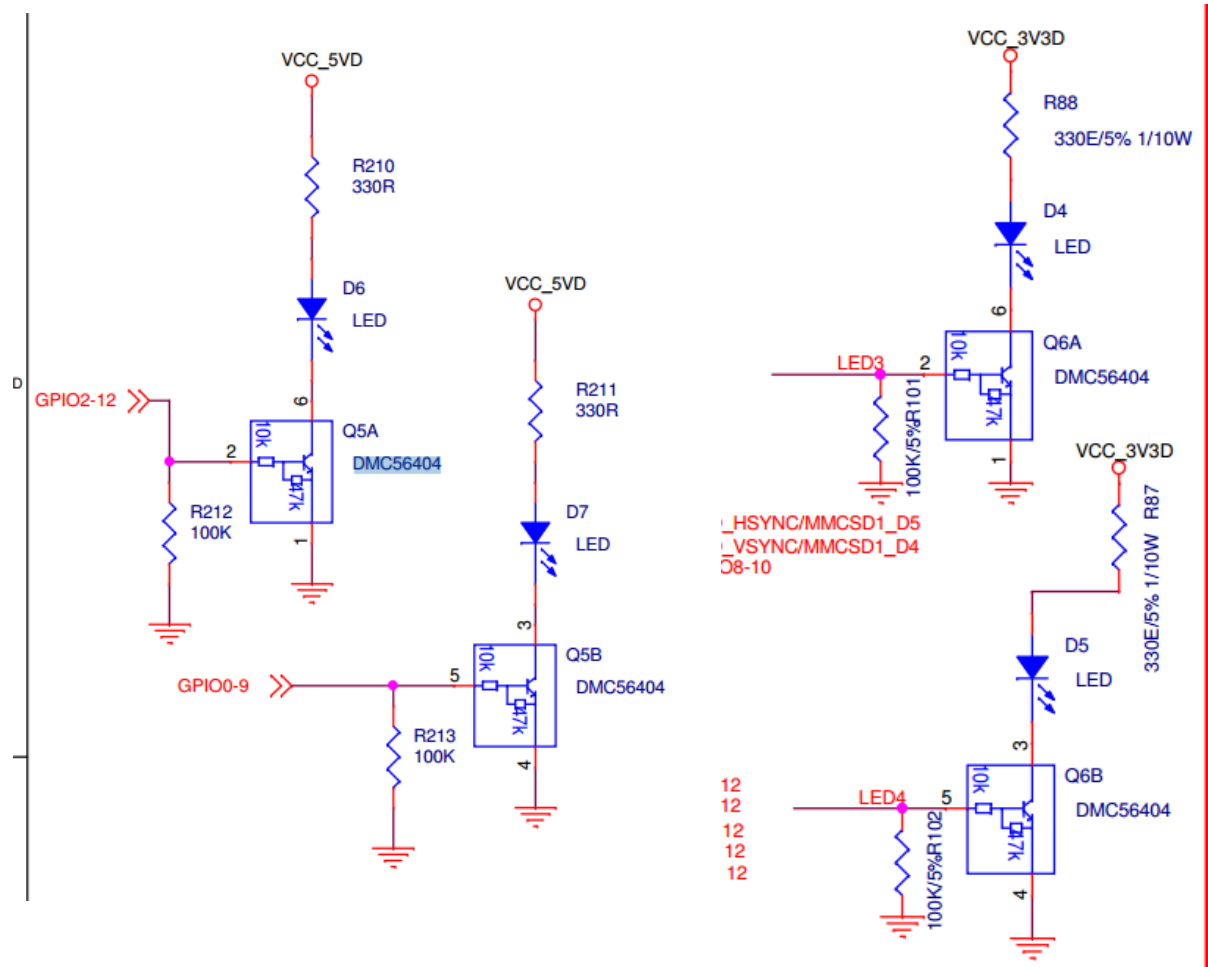 VCC_5VD
R210
330R
D6
LED
GPIO2-12
6
2
10k
47k
Q5A
DMC56404
1
R212
100K
VCC_5VD
R211
330R
D7
LED
3
GPIO0-9
5
10k
47k
Q5B
DMC56404
4
R213
100K
D
VCC_3V3D
R88
330E/5% 1/10W
D4
LED
6
LED3
2
10k
47k
Q6A
DMC56404
1
100K/5%R101
_HSYNC/MMCSD1_D5
_VSYNC/MMCSD1_D4
O8-10
VCC_3V3D
330E/5% 1/10W R87
D5
LED
3
12
12
12
12
12
LED4
5
10k
47k
Q6B
DMC56404
4
100K/5%R102